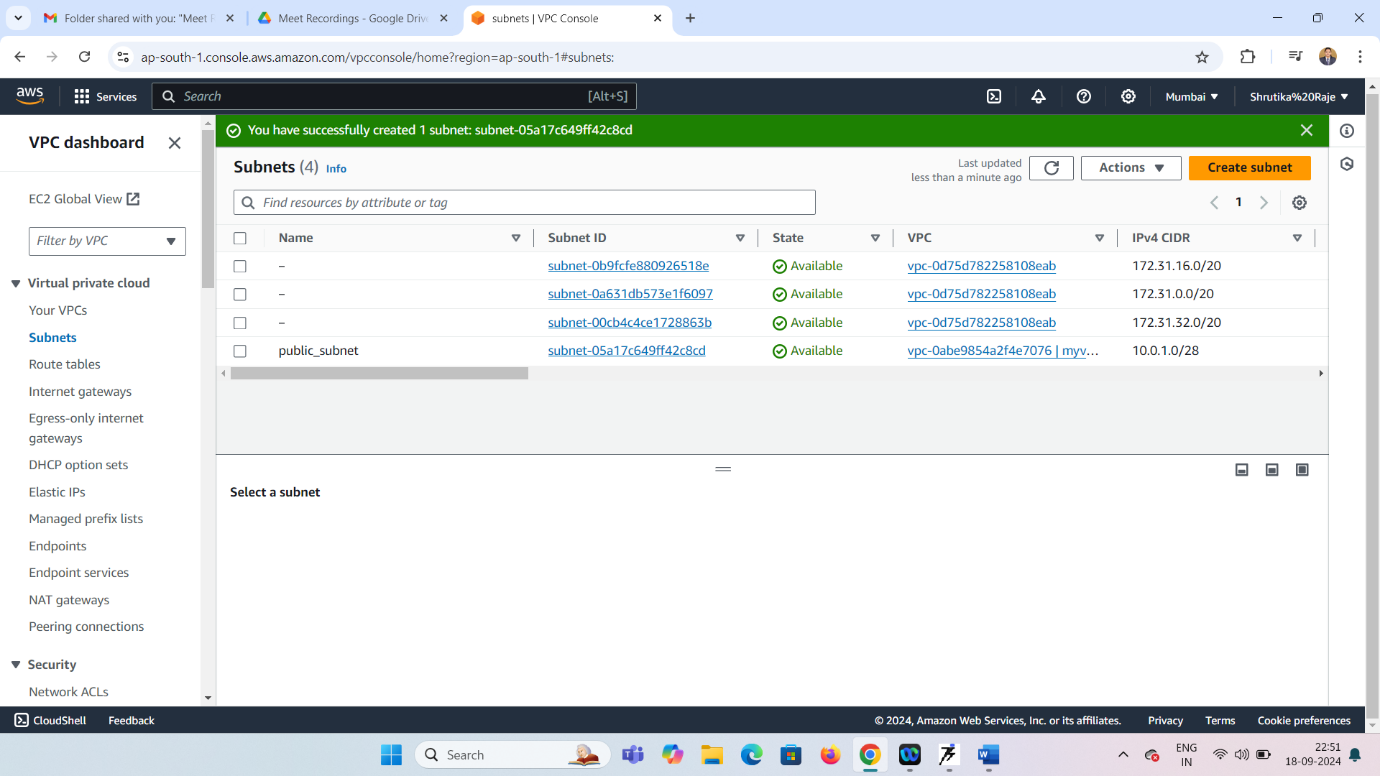 Folder shared with you: "Meet R
Meet Recordings - Google Drive
subnets | VPC Console
ap-south-1.console.aws.amazon.com/vpcconsole/home?region=ap-south-1#subnets:
aws
Services
Search
[Alt+S]
Mumbai
Shrutika%20Raje
VPC dashboard
EC2 Global View
Filter by VPC
Virtual private cloud
Your VPCs
Subnets
Route tables
Internet gateways
Egress-only internet
gateways
DHCP option sets
Elastic IPs
Managed prefix lists
Endpoints
Endpoint services
NAT gateways
Peering connections
Security
Network ACLs
You have successfully created 1 subnet: subnet-05a17c649ff42c8cd
Subnets (4) Info
Last updated
less than a minute ago
Actions
Create subnet
Find resources by attribute or tag
1
Name Subnet ID State VPC IPv4 CIDR
– subnet-0b9fcfe880926518e Available vpc-0d75d782258108eab 172.31.16.0/20
– subnet-0a631db573e1f6097 Available vpc-0d75d782258108eab 172.31.0.0/20
– subnet-00cb4c4ce1728863b Available vpc-0d75d782258108eab 172.31.32.0/20
public_subnet subnet-05a17c649ff42c8cd Available vpc-0abe9854a2f4e7076 | myv… 10.0.1.0/28
Select a subnet
CloudShell
Feedback
© 2024, Amazon Web Services, Inc. or its affiliates.
Privacy
Terms
Cookie preferences
Search
ENG
IN
22:51
18-09-2024